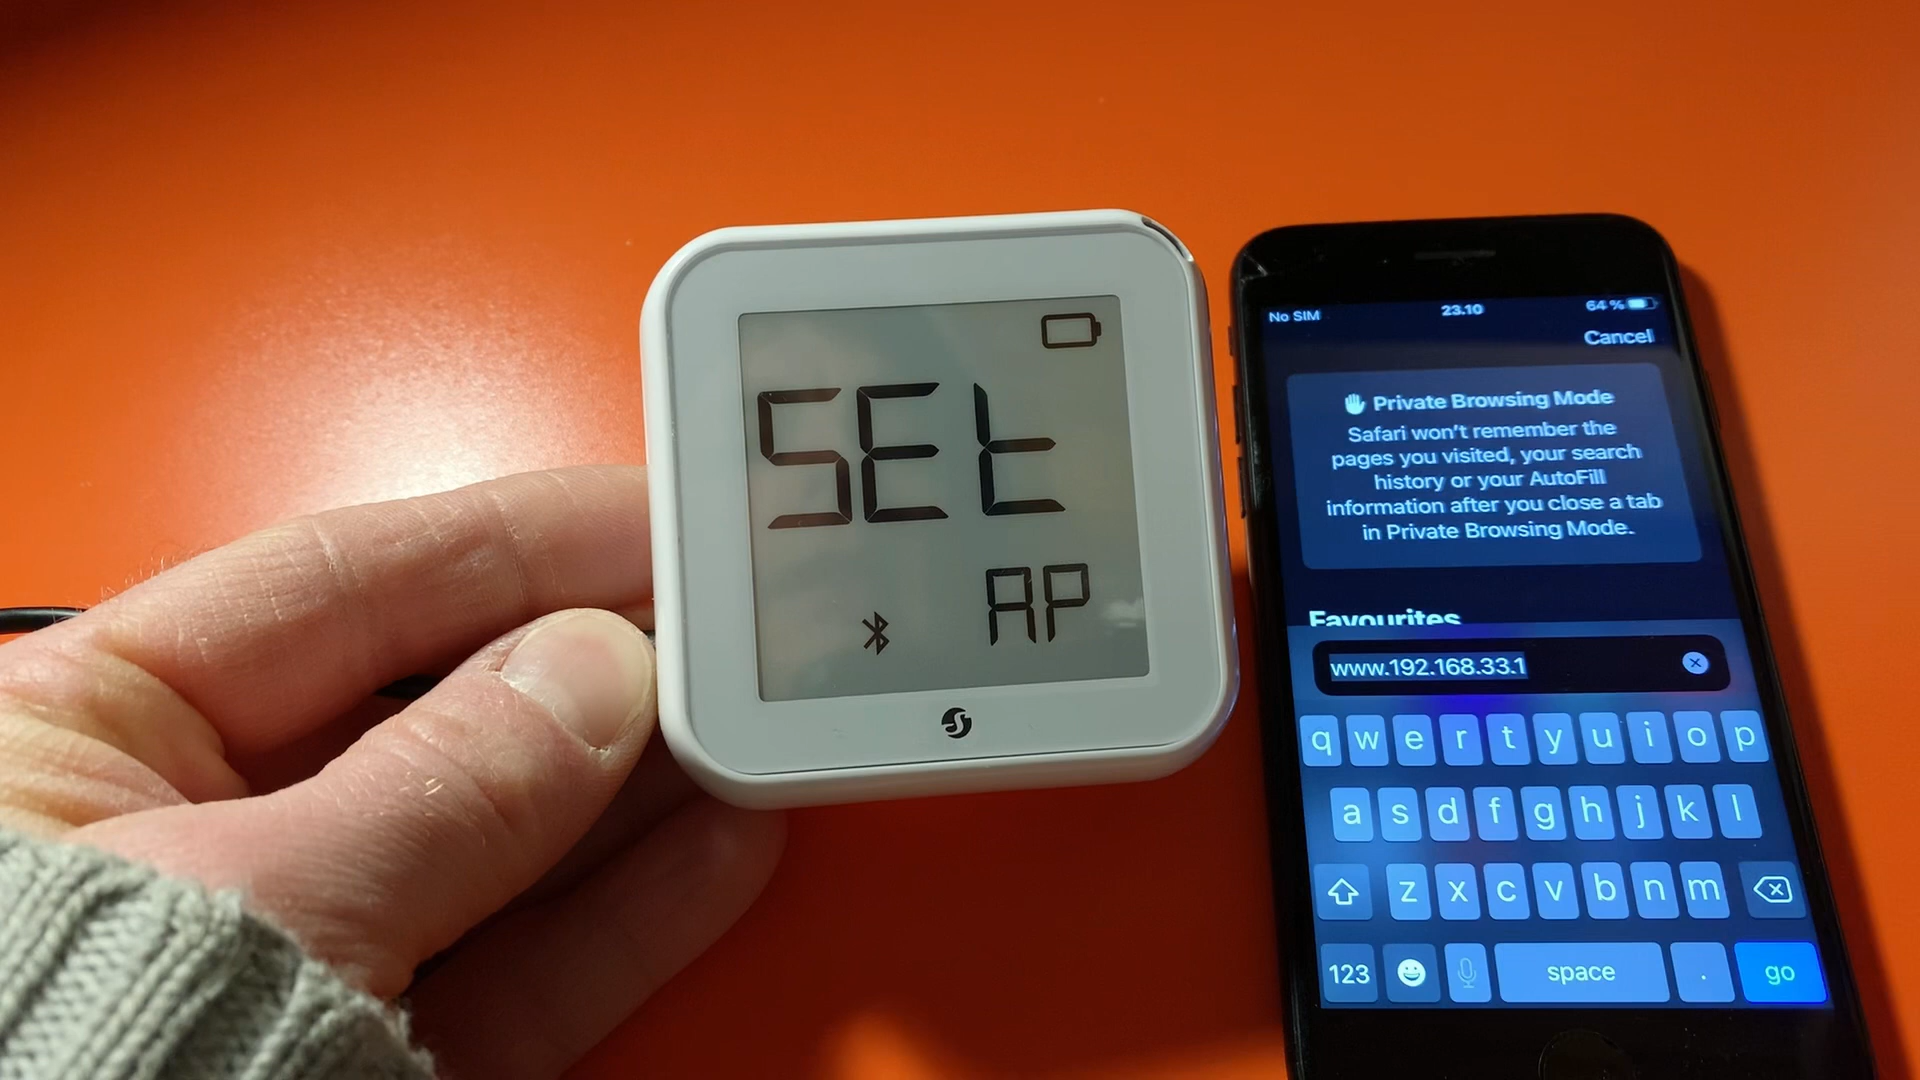 SEt
AP
No SIM 23.10 64 %
Cancel
Private Browsing Mode
Safari won't remember the
pages you visited, your search
history or your AutoFill
information after you close a tab
in Private Browsing Mode.
Favourites
www.192.168.33.1
q w e r t y u i o p
a s d f g h j k l
z x c v b n m
123 space . go